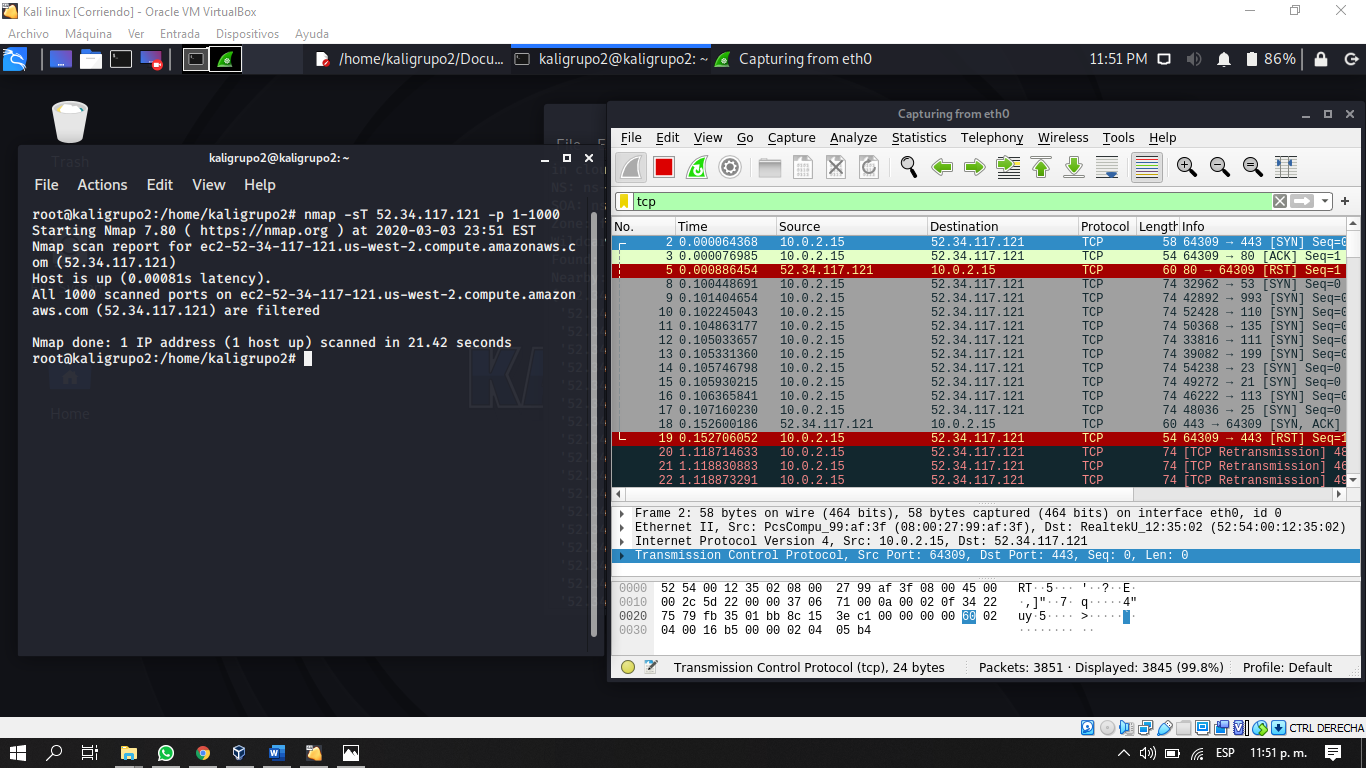 Kali linux [Corriendo] - Oracle VM VirtualBox
Archivo Máquina Ver Entrada Dispositivos Ayuda
/home/kaligrupo2/Docu... kaligrupo2@kaligrupo2: ~ Capturing from eth0 11:51 PM 86%
Trash
Home
kaligrupo2@kaligrupo2: ~
File Actions Edit View Help
root@kaligrupo2:/home/kaligrupo2# nmap -sT 52.34.117.121 -p 1-1000
Starting Nmap 7.80 ( https://nmap.org ) at 2020-03-03 23:51 EST
Nmap scan report for ec2-52-34-117-121.us-west-2.compute.amazonaws.c
om (52.34.117.121)
Host is up (0.00081s latency).
All 1000 scanned ports on ec2-52-34-117-121.us-west-2.compute.amazon
aws.com (52.34.117.121) are filtered
Nmap done: 1 IP address (1 host up) scanned in 21.42 seconds
root@kaligrupo2:/home/kaligrupo2#
Capturing from eth0
File Edit View Go Capture Analyze Statistics Telephony Wireless Tools Help
tcp
No. Time Source Destination Protocol Length Info
2 0.000064368 10.0.2.15 52.34.117.121 TCP 58 64309 → 443 [SYN] Seq=0
3 0.000076985 10.0.2.15 52.34.117.121 TCP 54 64309 → 80 [ACK] Seq=1
5 0.000886454 52.34.117.121 10.0.2.15 TCP 60 80 → 64309 [RST] Seq=1
8 0.100448691 10.0.2.15 52.34.117.121 TCP 74 32962 → 53 [SYN] Seq=0
9 0.101404654 10.0.2.15 52.34.117.121 TCP 74 42892 → 993 [SYN] Seq=
10 0.102245043 10.0.2.15 52.34.117.121 TCP 74 52428 → 110 [SYN] Seq=
11 0.104863177 10.0.2.15 52.34.117.121 TCP 74 50368 → 135 [SYN] Seq=
12 0.105033657 10.0.2.15 52.34.117.121 TCP 74 33816 → 111 [SYN] Seq=
13 0.105331360 10.0.2.15 52.34.117.121 TCP 74 39082 → 199 [SYN] Seq=
14 0.105746798 10.0.2.15 52.34.117.121 TCP 74 54238 → 23 [SYN] Seq=0
15 0.105930215 10.0.2.15 52.34.117.121 TCP 74 49272 → 21 [SYN] Seq=0
16 0.106365841 10.0.2.15 52.34.117.121 TCP 74 46222 → 113 [SYN] Seq=
17 0.107160230 10.0.2.15 52.34.117.121 TCP 74 48036 → 25 [SYN] Seq=0
18 0.152600186 52.34.117.121 10.0.2.15 TCP 60 443 → 64309 [SYN, ACK]
19 0.152706052 10.0.2.15 52.34.117.121 TCP 54 64309 → 443 [RST] Seq=1
20 1.118714633 10.0.2.15 52.34.117.121 TCP 74 [TCP Retransmission] 48
21 1.118830883 10.0.2.15 52.34.117.121 TCP 74 [TCP Retransmission] 46
22 1.118873291 10.0.2.15 52.34.117.121 TCP 74 [TCP Retransmission] 49
Frame 2: 58 bytes on wire (464 bits), 58 bytes captured (464 bits) on interface eth0, id 0
Ethernet II, Src: PcsCompu_99:af:3f (08:00:27:99:af:3f), Dst: RealtekU_12:35:02 (52:54:00:12:35:02)
Internet Protocol Version 4, Src: 10.0.2.15, Dst: 52.34.117.121
Transmission Control Protocol, Src Port: 64309, Dst Port: 443, Seq: 0, Len: 0
0000 52 54 00 12 35 02 08 00 27 99 af 3f 08 00 45 00 RT··5··· '··?··E·
0010 00 2c 5d 22 00 00 37 06 71 00 0a 00 02 0f 34 22 ·,]"··7· q·····4"
0020 75 79 fb 35 01 bb 8c 15 3e c1 00 00 00 00 60 02 uy·5···· >·····`·
0030 04 00 16 b5 00 00 02 04 05 b4 ········ ··
Transmission Control Protocol (tcp), 24 bytes Packets: 3851 · Displayed: 3845 (99.8%) Profile: Default
CTRL DERECHA
ESP 11:51 p. m.